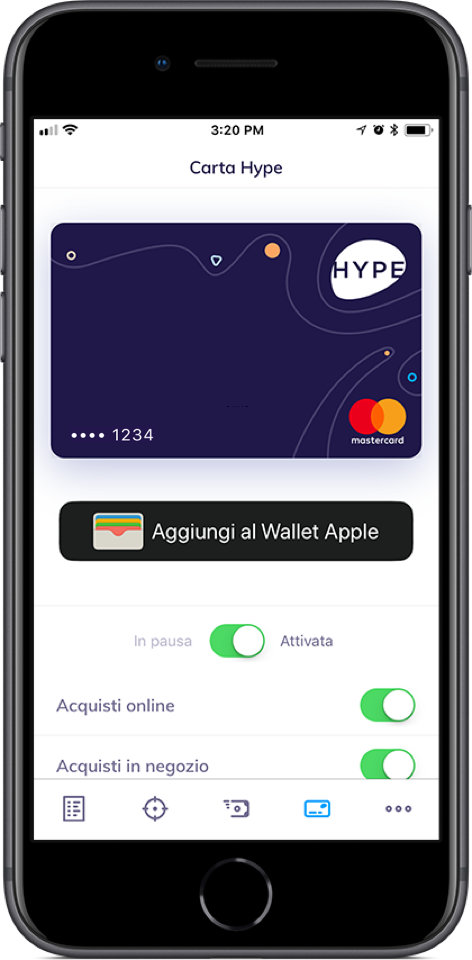 3:20 PM
Carta Hype
HYPE
•••• 1234
mastercard
Aggiungi al Wallet Apple
In pausa
Attivata
Acquisti online
Acquisti in negozio